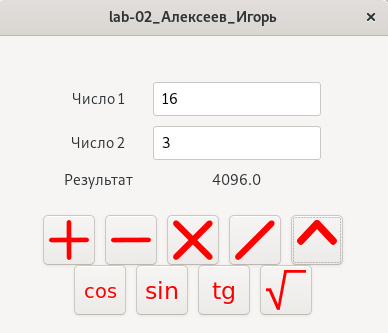 lab-02_Алексеев_Игорь ×
Число 1 16
Число 2 3
Результат 4096.0
+ − × / ^
cos sin tg √